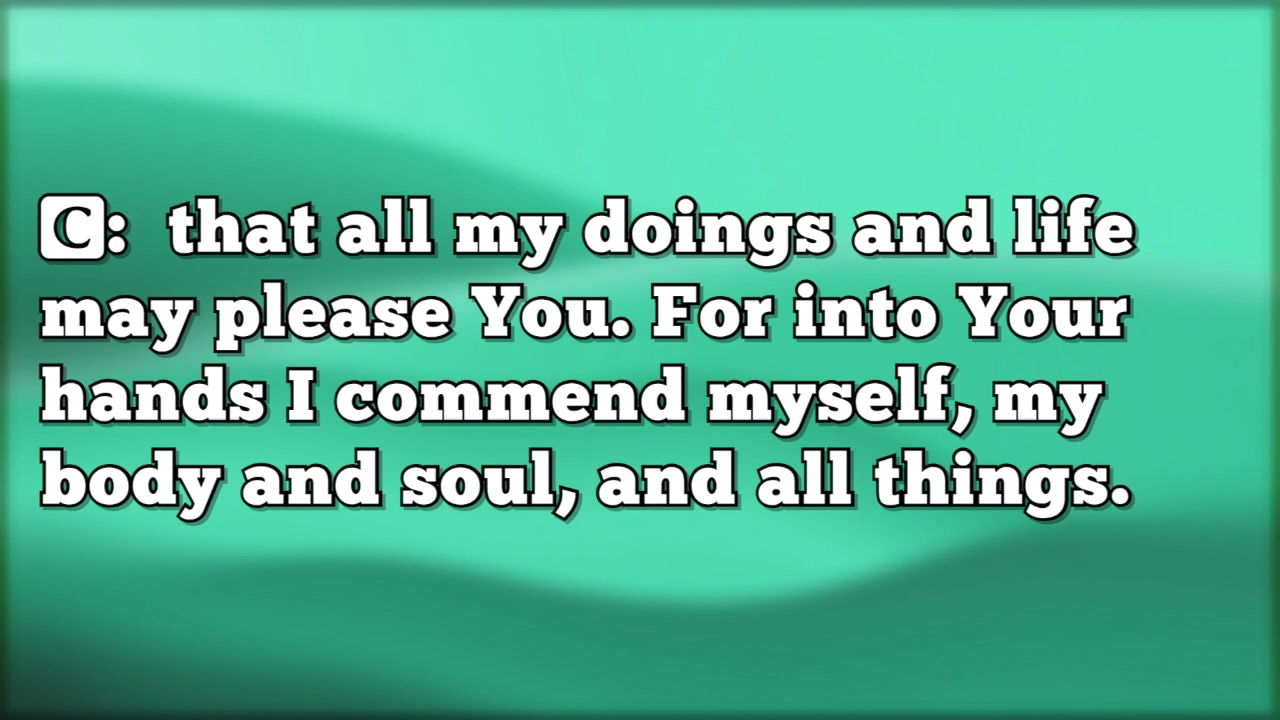 C: that all my doings and life
may please You. For into Your
hands I commend myself, my
body and soul, and all things.